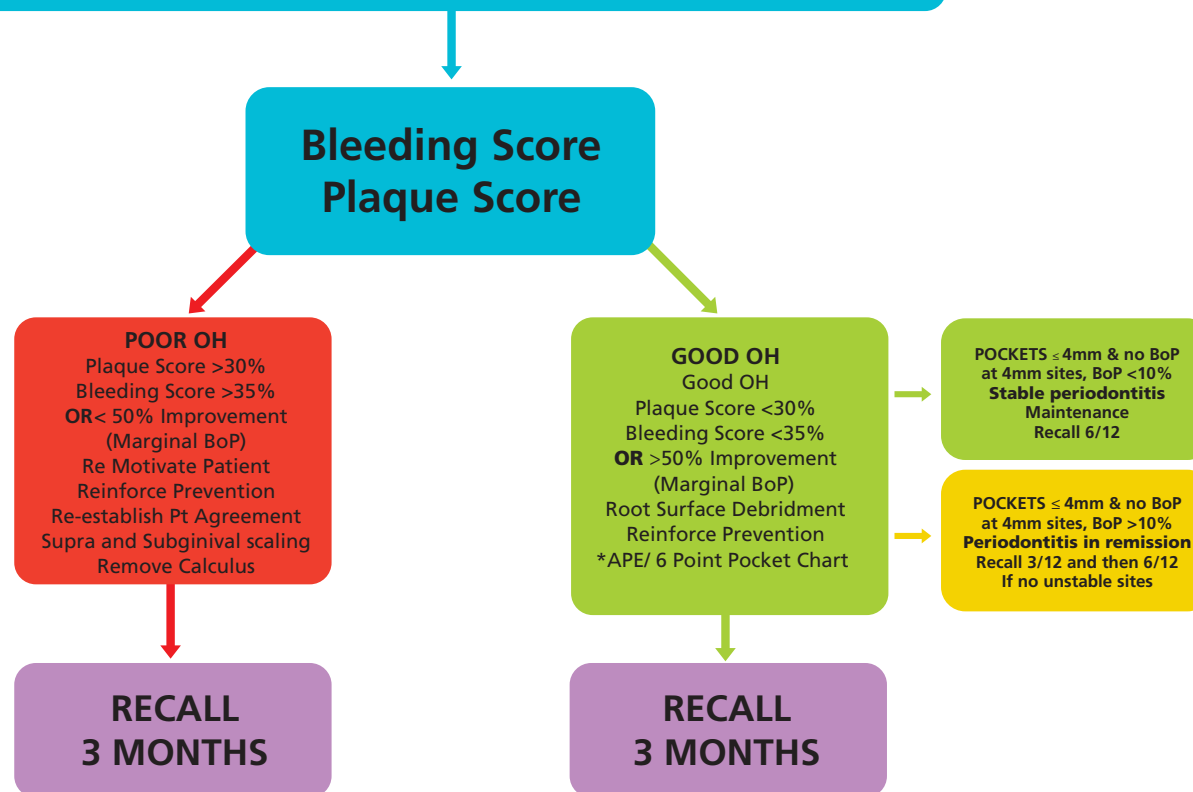 Bleeding Score
Plaque Score
POOR OH
Plaque Score >30%
Bleeding Score >35%
OR< 50% Improvement
(Marginal BoP)
Re Motivate Patient
Reinforce Prevention
Re-establish Pt Agreement
Supra and Subginival scaling
Remove Calculus
RECALL
3 MONTHS
GOOD OH
Good OH
Plaque Score <30%
Bleeding Score <35%
OR >50% Improvement
(Marginal BoP)
Root Surface Debridment
Reinforce Prevention
*APE/ 6 Point Pocket Chart
RECALL
3 MONTHS
POCKETS ≤ 4mm & no BoP
at 4mm sites, BoP <10%
Stable periodontitis
Maintenance
Recall 6/12
POCKETS ≤ 4mm & no BoP
at 4mm sites, BoP >10%
Periodontitis in remission
Recall 3/12 and then 6/12
If no unstable sites